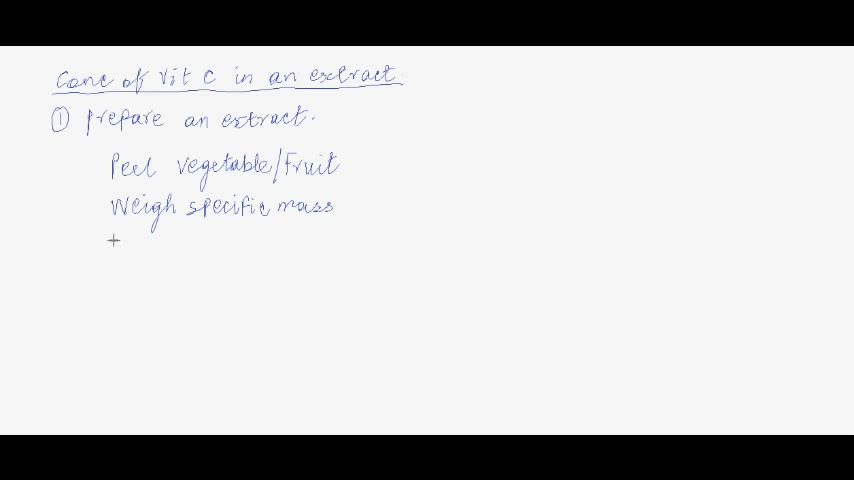 Conc of Vit C in an extract.
① Prepare an extract.
Peel vegetable/Fruit
Weigh specific mass